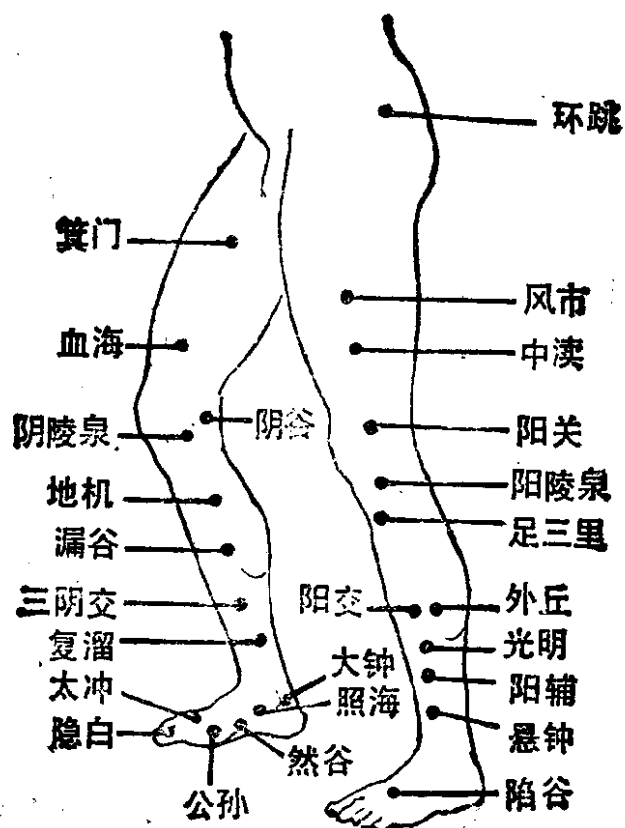 环跳
箕门
风市
血海
中渎
阴陵泉
阴谷
阳关
地机
阳陵泉
漏谷
足三里
三阴交
阳交
外丘
复溜
光明
太冲
大钟
照海
阳辅
隐白
然谷
悬钟
公孙
陷谷